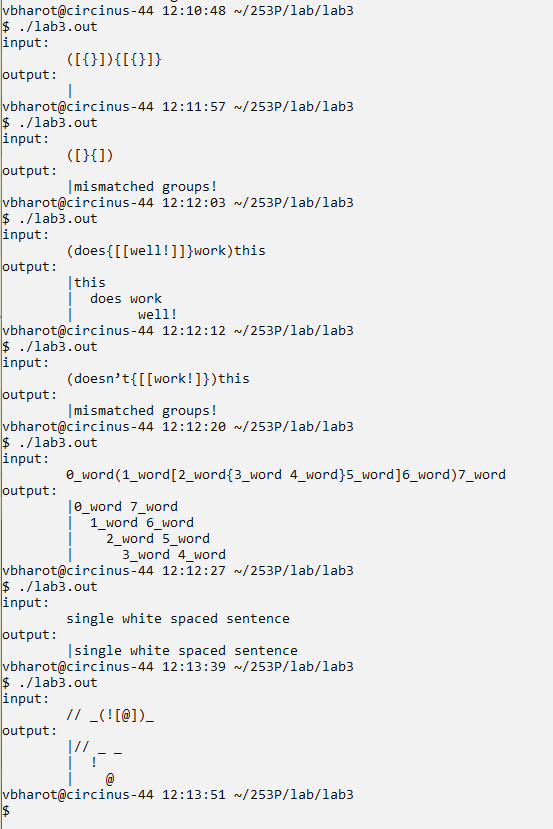 vbharot@circinus-44 12:10:48 ~/253P/lab/lab3
$ ./lab3.out
input:
        ([{}]){[{}]}
output:
        |
vbharot@circinus-44 12:11:57 ~/253P/lab/lab3
$ ./lab3.out
input:
        ([}{])
output:
        |mismatched groups!
vbharot@circinus-44 12:12:03 ~/253P/lab/lab3
$ ./lab3.out
input:
        (does{[[well!]]}work)this
output:
        |this
        |  does work
        |        well!
vbharot@circinus-44 12:12:12 ~/253P/lab/lab3
$ ./lab3.out
input:
        (doesn’t{[[work!]})this
output:
        |mismatched groups!
vbharot@circinus-44 12:12:20 ~/253P/lab/lab3
$ ./lab3.out
input:
        0_word(1_word[2_word{3_word 4_word}5_word]6_word)7_word
output:
        |0_word 7_word
        |  1_word 6_word
        |    2_word 5_word
        |      3_word 4_word
vbharot@circinus-44 12:12:27 ~/253P/lab/lab3
$ ./lab3.out
input:
        single white spaced sentence
output:
        |single white spaced sentence
vbharot@circinus-44 12:13:39 ~/253P/lab/lab3
$ ./lab3.out
input:
        // _(![@])_
output:
        |// _ _
        |  !
        |    @
vbharot@circinus-44 12:13:51 ~/253P/lab/lab3
$